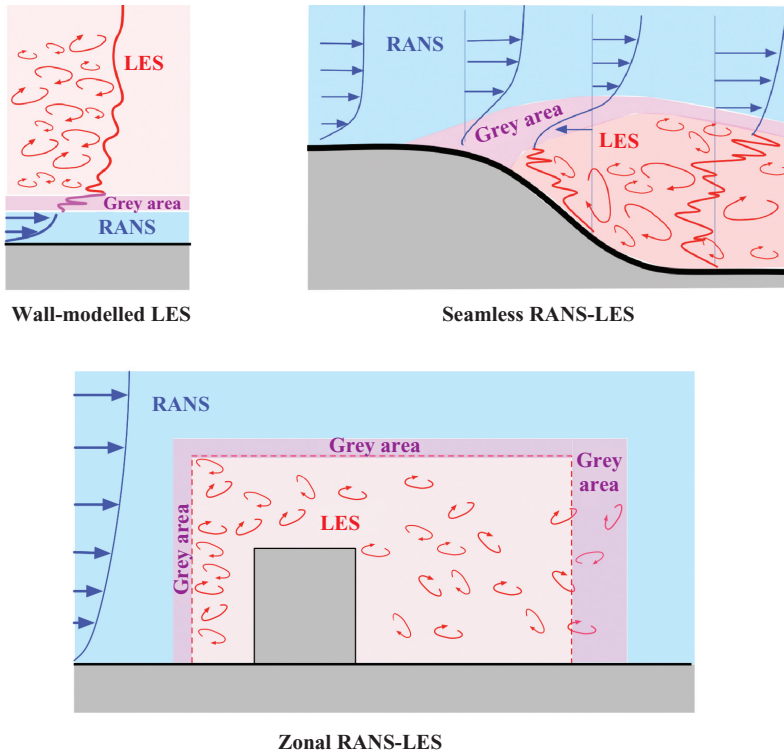 LES
Grey area
RANS
Wall-modelled LES
RANS
Grey area
LES
Seamless RANS-LES
RANS
Grey area
Grey
area
Grey area
LES
Zonal RANS-LES